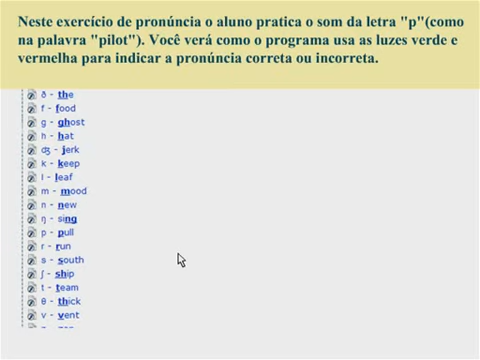 Neste exercício de pronúncia o aluno pratica o som da letra "p"(como
na palavra "pilot"). Você verá como o programa usa as luzes verde e
vermelha para indicar a pronúncia correta ou incorreta.
ð - the
f - food
g - ghost
h - hat
ʤ - jerk
k - keep
l - leaf
m - mood
n - new
ŋ - sing
p - pull
r - run
s - south
ʃ - ship
t - team
θ - thick
v - vent